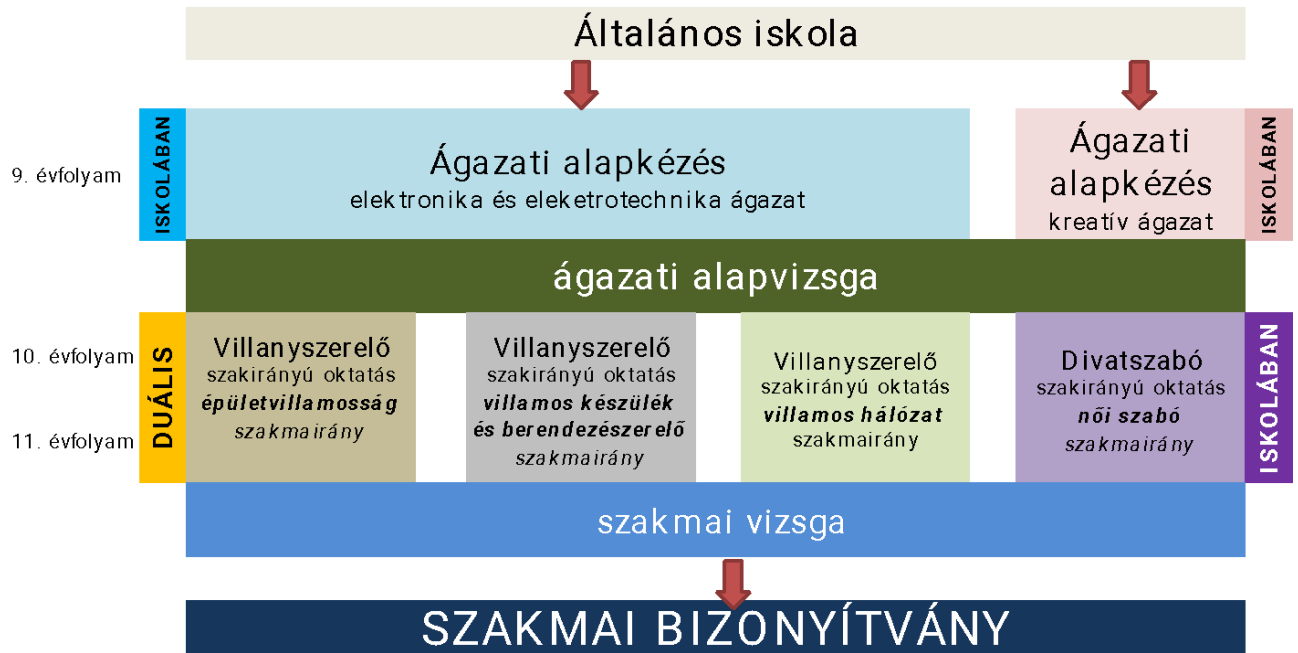 Általános iskola
9. évfolyam
ISKOLÁBAN
Ágazati alapkézés
elektronika és eleketrotechnika ágazat
Ágazati
alapkézés
kreatív ágazat
ISKOLÁBAN
ágazati alapvizsga
10. évfolyam
11. évfolyam
DUÁLIS
Villanyszerelő
szakirányú oktatás
épületvillamosság
szakmairány
Villanyszerelő
szakirányú oktatás
villamos készülék
és berendezészerelő
szakmairány
Villanyszerelő
szakirányú oktatás
villamos hálózat
szakmairány
Divatszabó
szakirányú oktatás
női szabó
szakmairány
ISKOLÁBAN
szakmai vizsga
SZAKMAI BIZONYÍTVÁNY